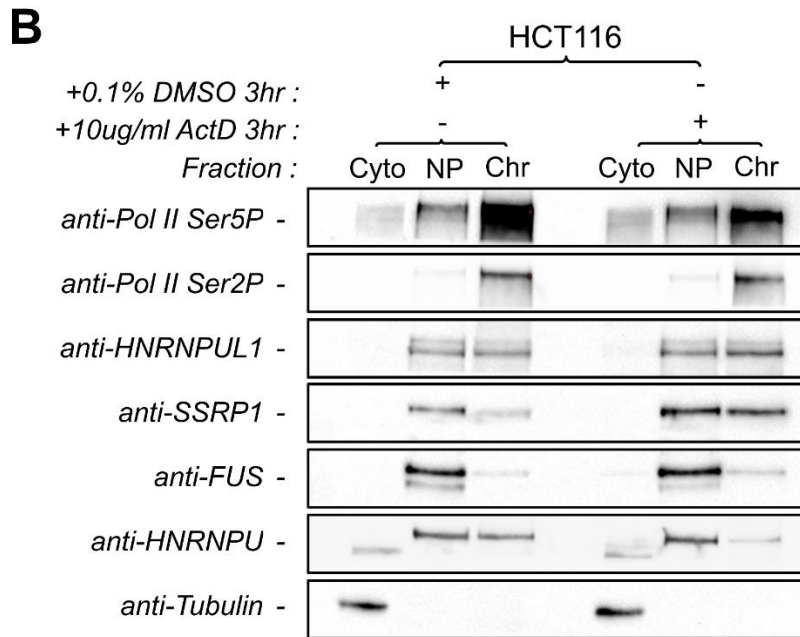 B
HCT116
+0.1% DMSO 3hr : + -
+10ug/ml ActD 3hr : - +
Fraction : Cyto NP Chr Cyto NP Chr
anti-Pol II Ser5P -
anti-Pol II Ser2P -
anti-HNRNPUL1 -
anti-SSRP1 -
anti-FUS -
anti-HNRNPU -
anti-Tubulin -